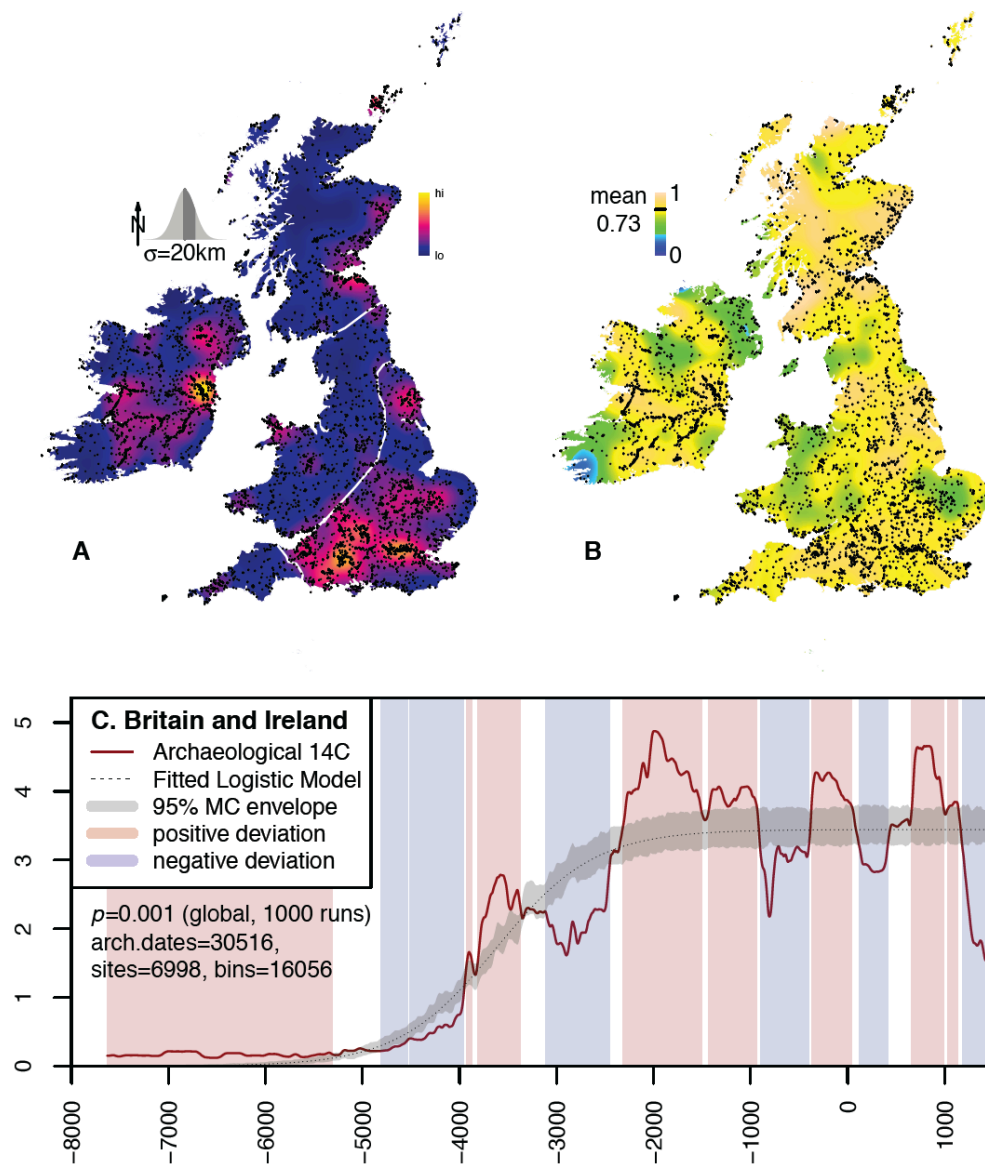 hi
N
σ=20km
lo
A
mean
0.73
1
0
B
C. Britain and Ireland
Archaeological 14C
Fitted Logistic Model
95% MC envelope
positive deviation
negative deviation
p=0.001 (global, 1000 runs)
arch.dates=30516,
sites=6998, bins=16056
5
4
3
2
1
0
-8000
-7000
-6000
-5000
-4000
-3000
-2000
-1000
0
1000